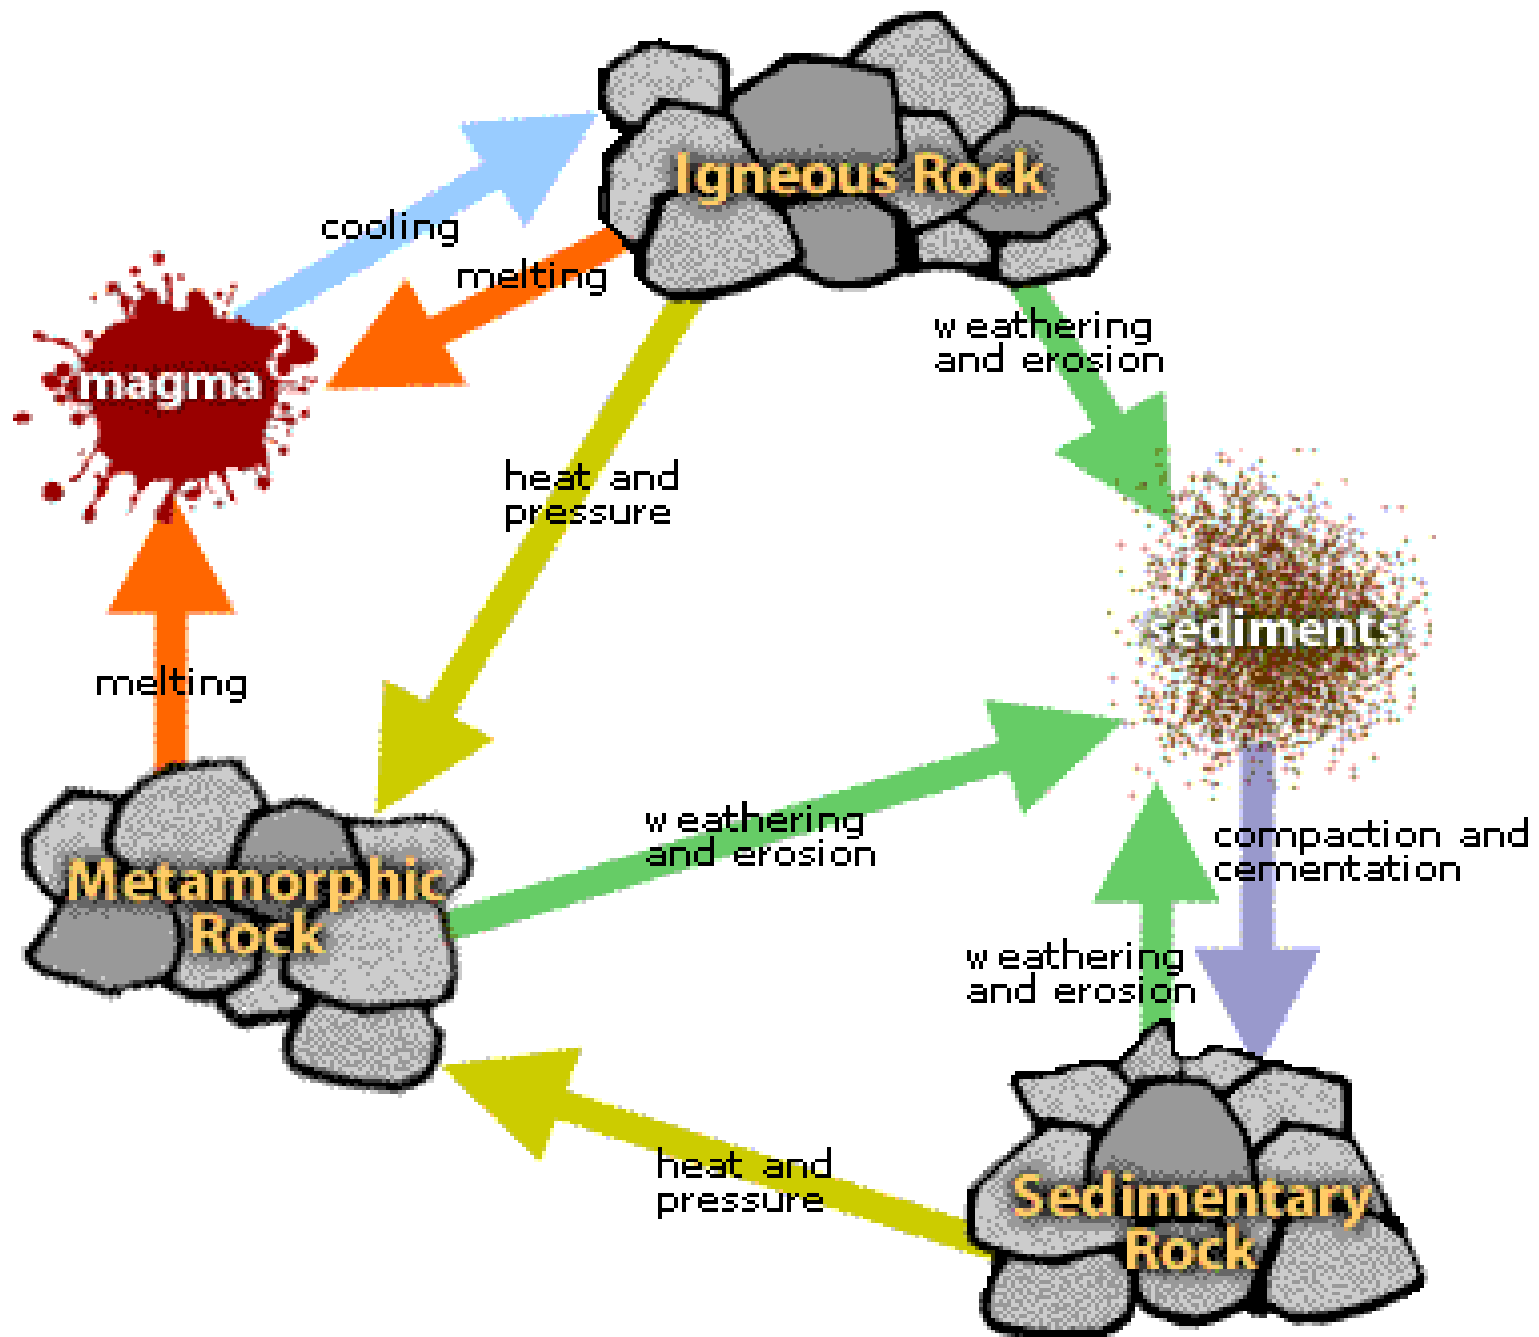 Igneous Rock
cooling
melting
magma
weathering
and erosion
heat and
pressure
sediments
melting
weathering
and erosion
compaction and
cementation
Metamorphic
Rock
weathering
and erosion
heat and
pressure
Sedimentary
Rock